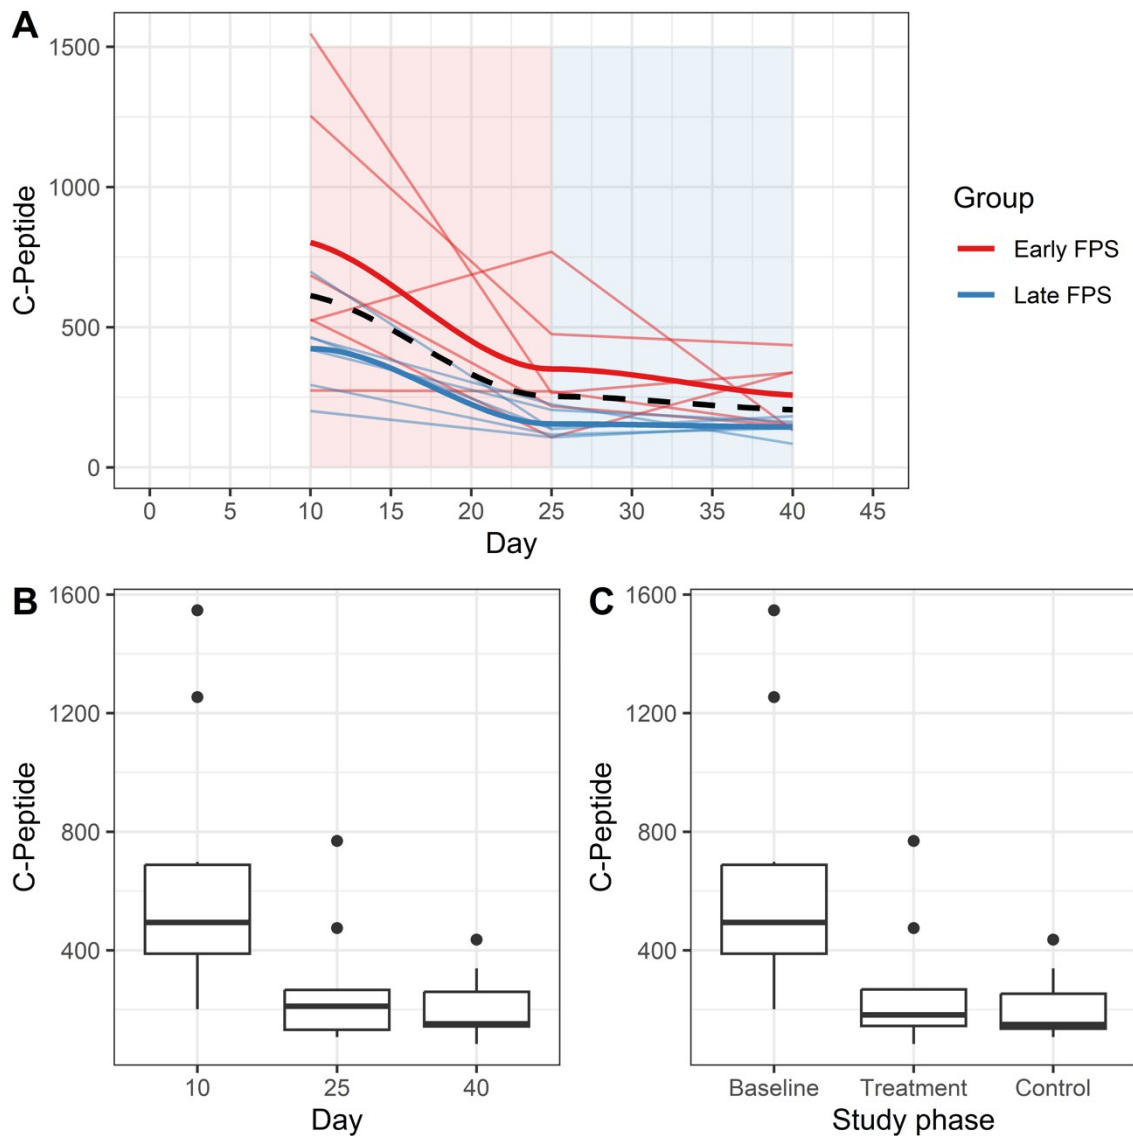 A
1500
1000
500
0
C-Peptide
0 5 10 15 20 25 30 35 40 45
Day
Group
Early FPS
Late FPS
B
1600
1200
800
400
C-Peptide
10 25 40
Day
C
1600
1200
800
400
C-Peptide
Baseline Treatment Control
Study phase